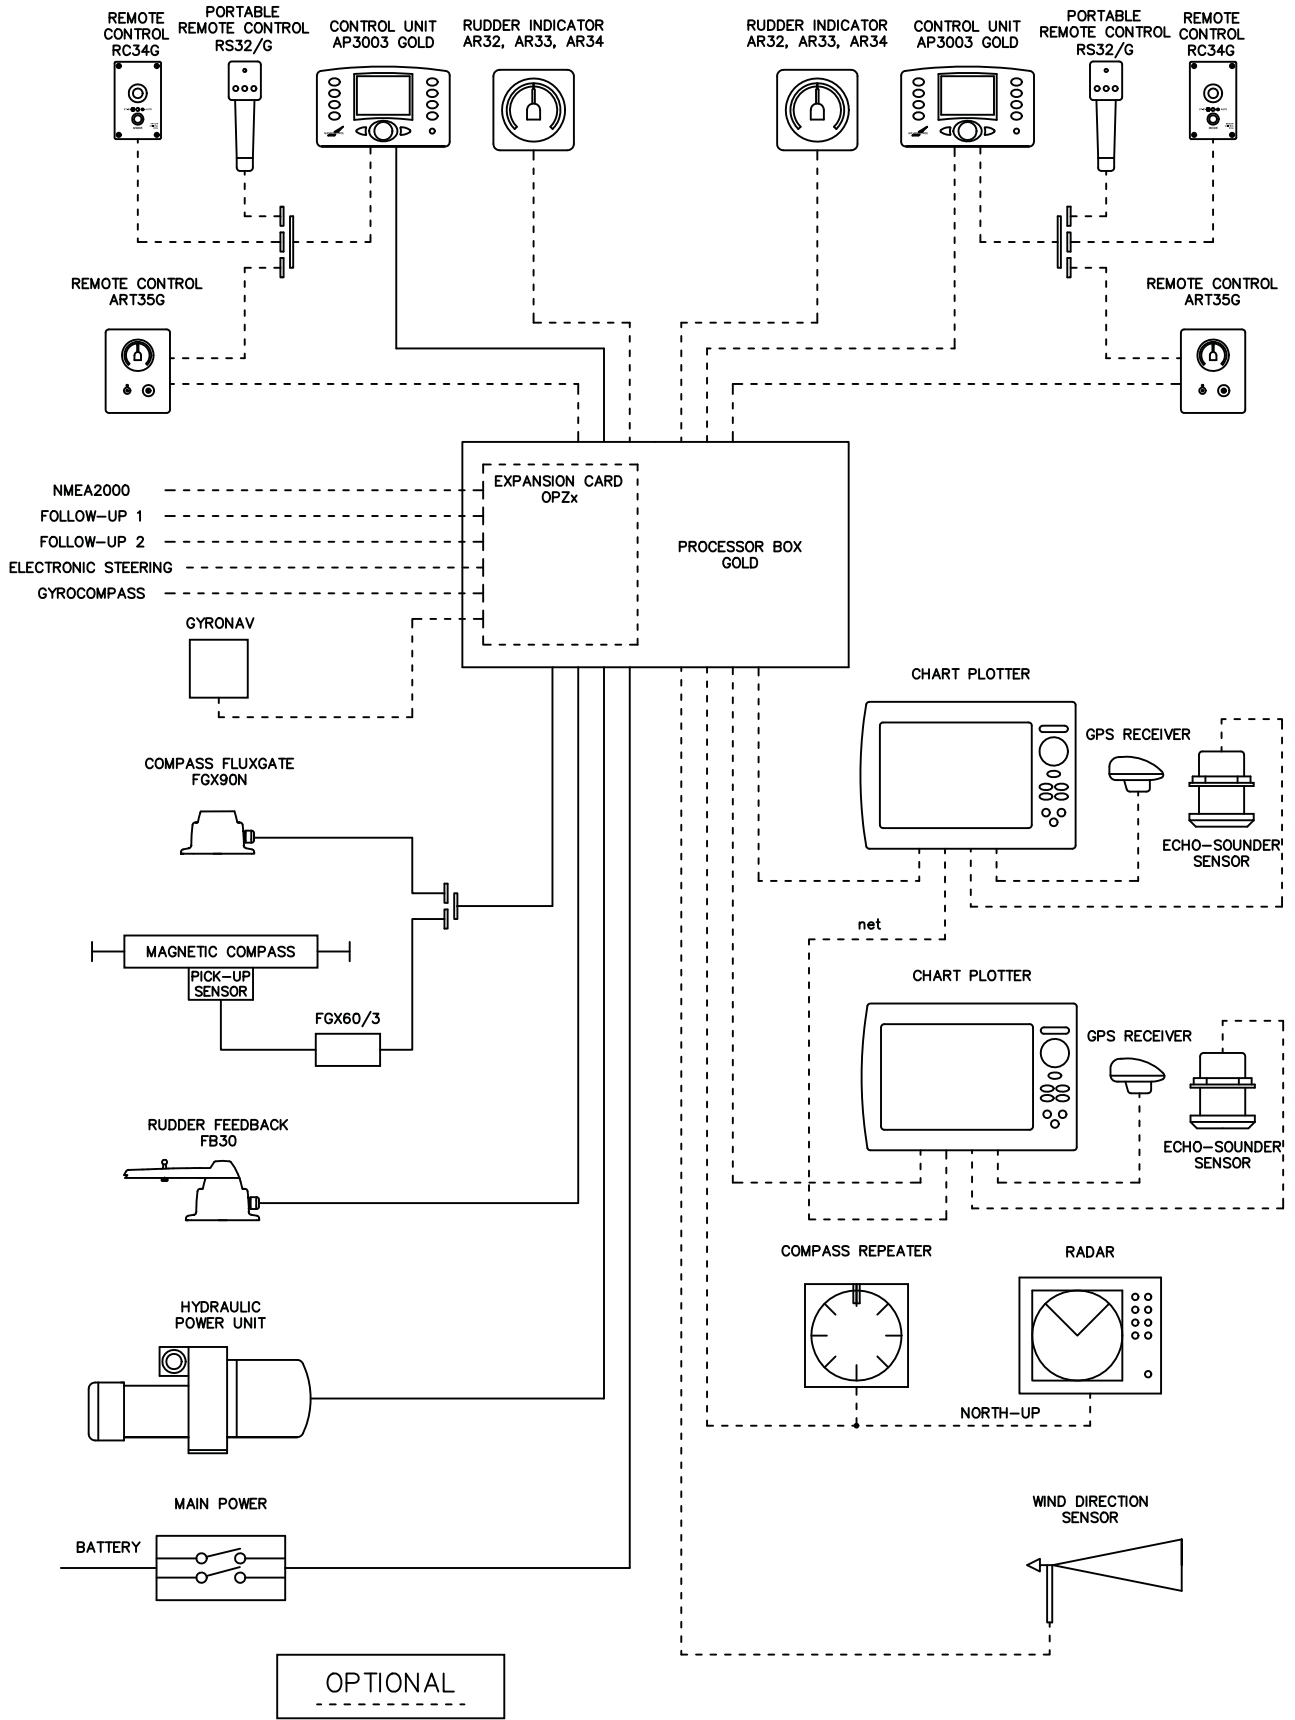 REMOTE
CONTROL
RC34G
PORTABLE
REMOTE CONTROL
RS32/G
CONTROL UNIT
AP3003 GOLD
RUDDER INDICATOR
AR32, AR33, AR34
RUDDER INDICATOR
AR32, AR33, AR34
CONTROL UNIT
AP3003 GOLD
PORTABLE
REMOTE CONTROL
RS32/G
REMOTE
CONTROL
RC34G
REMOTE CONTROL
ART35G
REMOTE CONTROL
ART35G
NMEA2000
FOLLOW-UP 1
FOLLOW-UP 2
ELECTRONIC STEERING
GYROCOMPASS
EXPANSION CARD
OPZx
PROCESSOR BOX
GOLD
GYRONAV
CHART PLOTTER
GPS RECEIVER
ECHO-SOUNDER
SENSOR
COMPASS FLUXGATE
FGX90N
net
MAGNETIC COMPASS
PICK-UP
SENSOR
FGX60/3
CHART PLOTTER
GPS RECEIVER
ECHO-SOUNDER
SENSOR
RUDDER FEEDBACK
FB30
COMPASS REPEATER
RADAR
NORTH-UP
HYDRAULIC
POWER UNIT
MAIN POWER
BATTERY
WIND DIRECTION
SENSOR
OPTIONAL